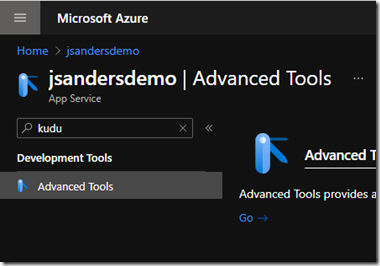 Microsoft Azure
Home > jsandersdemo
jsandersdemo | Advanced Tools ...
App Service
kudu
Development Tools
Advanced Tools
Advanced
Advanced Tools provides a
Go →